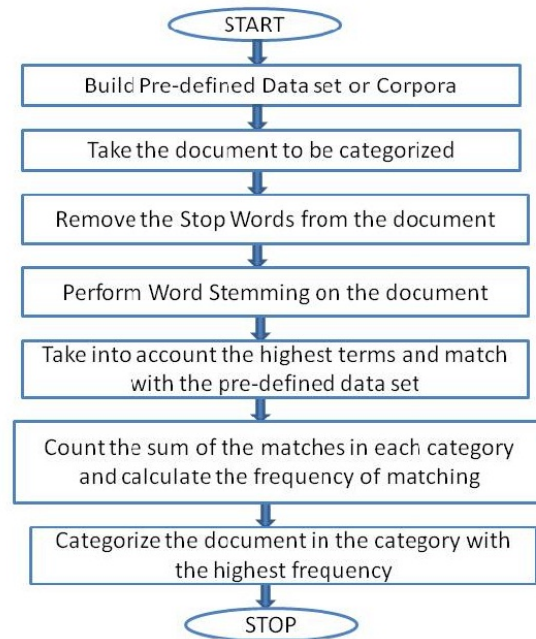 START
Build Pre-defined Data set or Corpora
Take the document to be categorized
Remove the Stop Words from the document
Perform Word Stemming on the document
Take into account the highest terms and match
with the pre-defined data set
Count the sum of the matches in each category
and calculate the frequency of matching
Categorize the document in the category with
the highest frequency
STOP